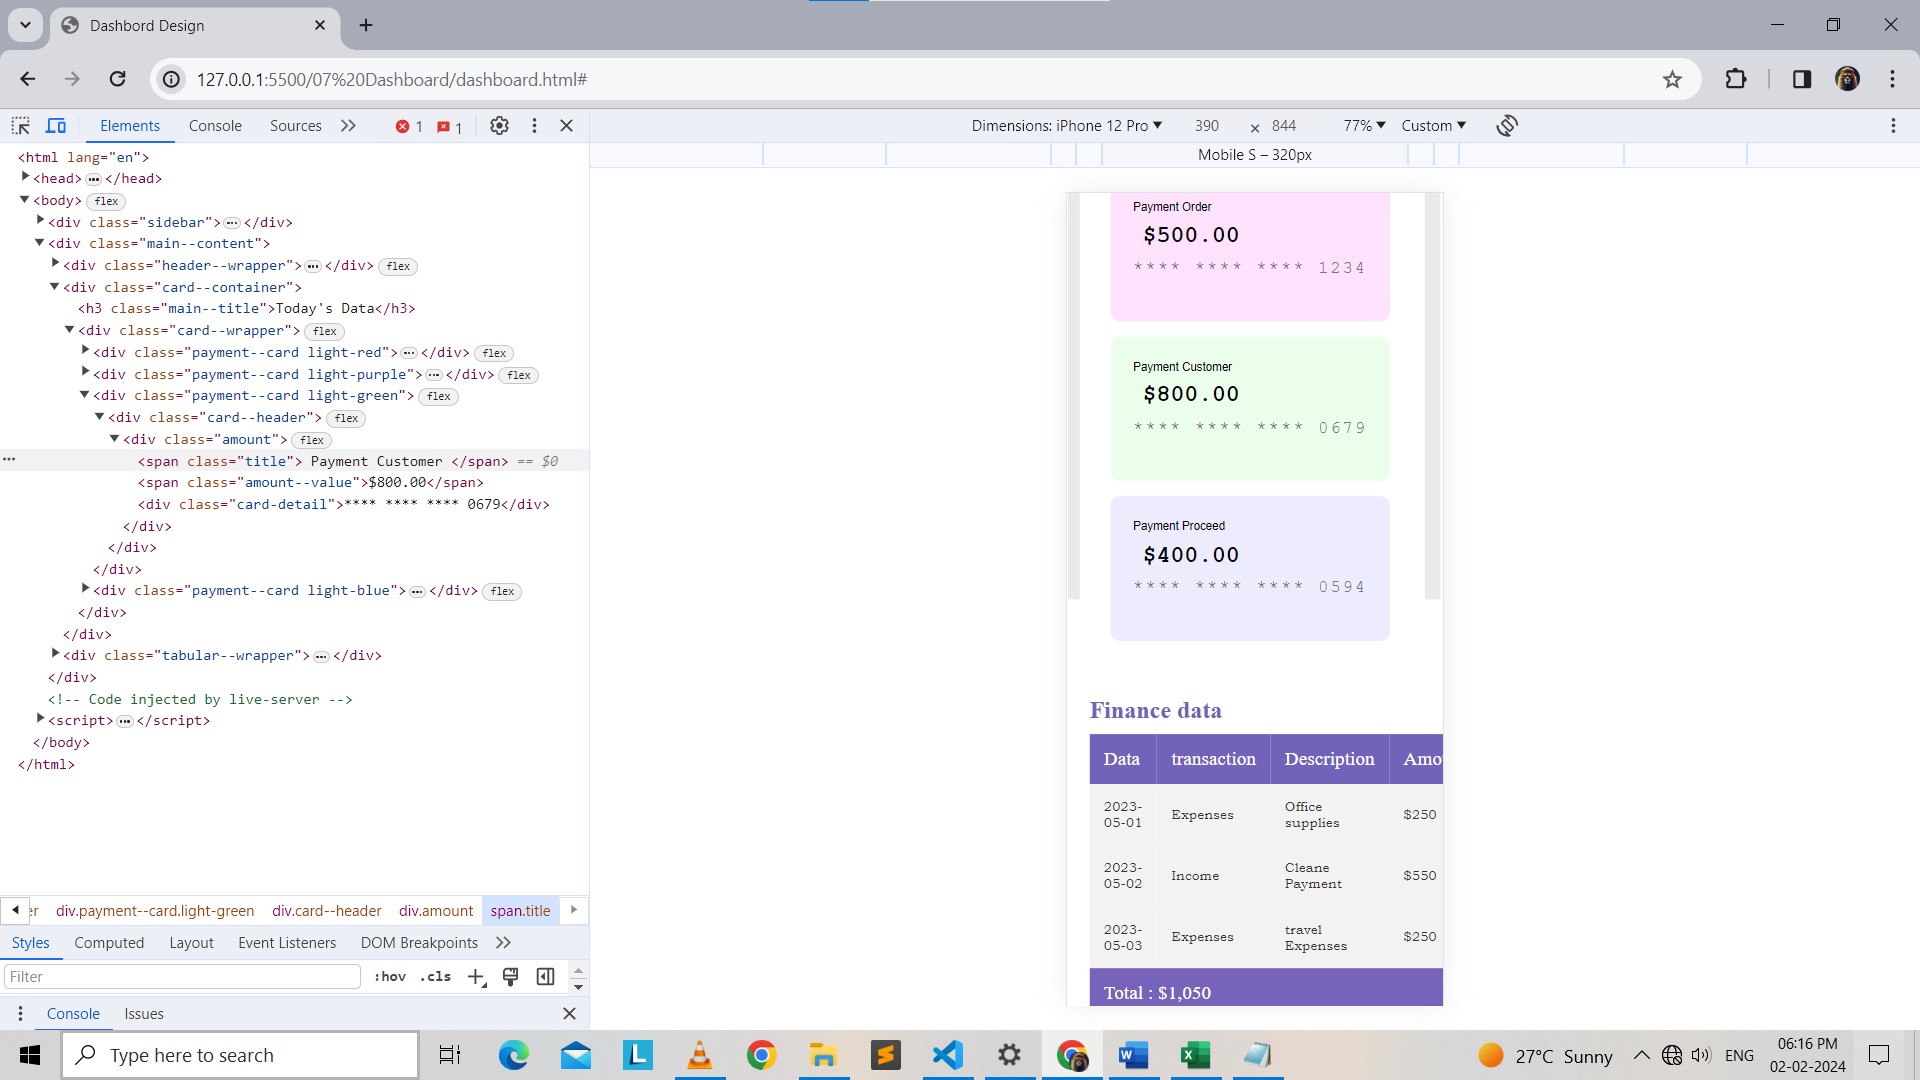 Dashbord Design
127.0.0.1:5500/07%20Dashboard/dashboard.html#
Elements Console Sources 1 1
Dimensions: iPhone 12 Pro 390 × 844 77% Custom
Mobile S – 320px
<html lang="en">
<head> </head>
<body> flex
<div class="sidebar"> </div>
<div class="main--content">
<div class="header--wrapper"> </div> flex
<div class="card--container">
<h3 class="main--title">Today's Data</h3>
<div class="card--wrapper"> flex
<div class="payment--card light-red"> </div> flex
<div class="payment--card light-purple"> </div> flex
<div class="payment--card light-green"> flex
<div class="card--header"> flex
<div class="amount"> flex
<span class="title"> Payment Customer </span> == $0
<span class="amount--value">$800.00</span>
<div class="card-detail">**** **** **** 0679</div>
</div>
</div>
</div>
<div class="payment--card light-blue"> </div> flex
</div>
</div>
<div class="tabular--wrapper"> </div>
</div>
<!-- Code injected by live-server -->
<script> </script>
</body>
</html>
er div.payment--card.light-green div.card--header div.amount span.title
Styles Computed Layout Event Listeners DOM Breakpoints
Filter :hov .cls
Console Issues
Payment Order
$500.00
**** **** **** 1234
Payment Customer
$800.00
**** **** **** 0679
Payment Proceed
$400.00
**** **** **** 0594
Finance data
Data transaction Description Amo
2023-05-01 Expenses Office supplies $250
2023-05-02 Income Cleane Payment $550
2023-05-03 Expenses travel Expenses $250
Total : $1,050
Type here to search
27°C Sunny ENG 06:16 PM
02-02-2024